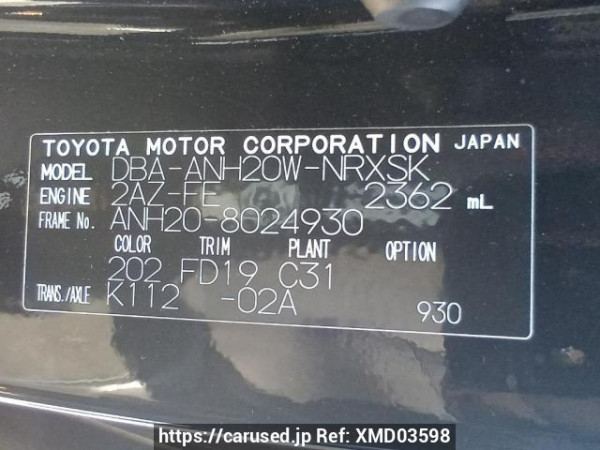 TOYOTA MOTOR CORPORATION JAPAN
MODEL DBA-ANH20W-NRXSK
ENGINE 2AZ-FE 2362 mL
FRAME No. ANH20-8024930
COLOR TRIM PLANT OPTION
202 FD19 C31
TRANS./AXLE K112 -02A
930
https://carused.jp Ref: XMD03598